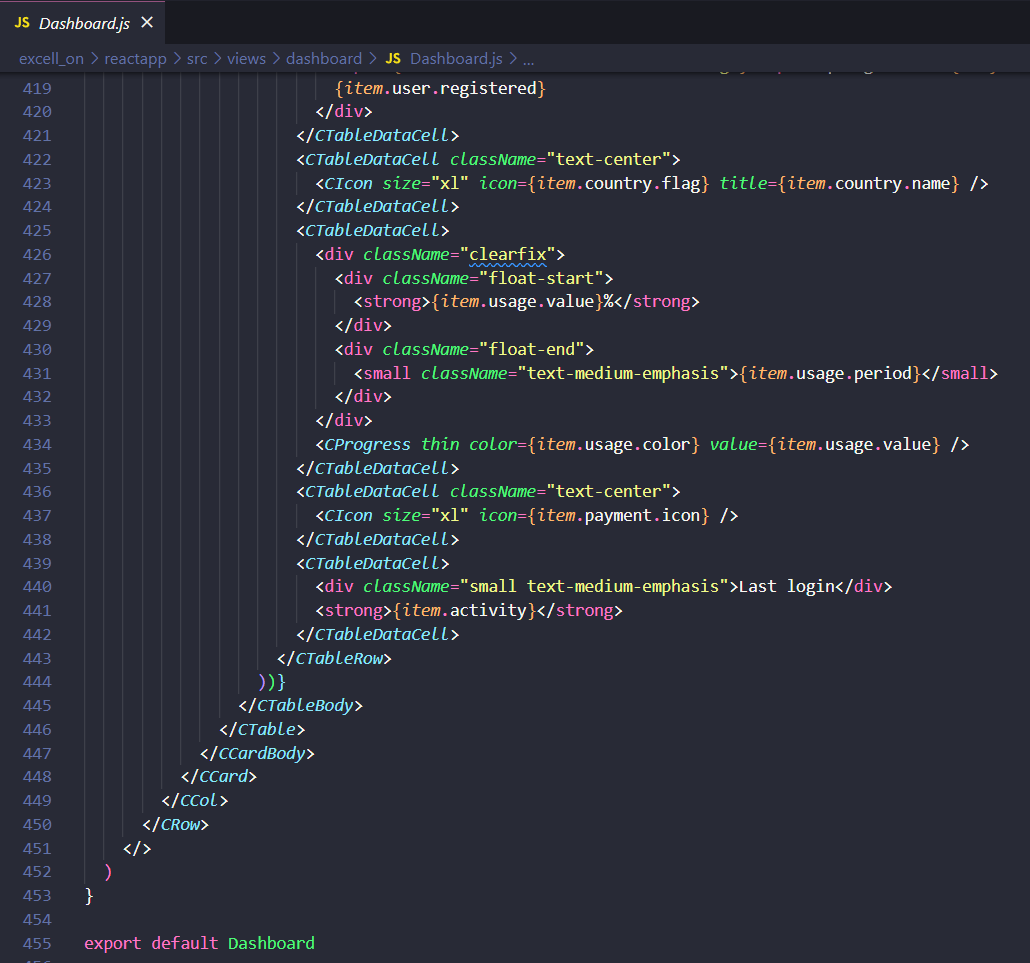 JS Dashboard.js ×
excell_on > reactapp > src > views > dashboard > JS Dashboard.js > ...
419 {item.user.registered}
420 </div>
421 </CTableDataCell>
422 <CTableDataCell className="text-center">
423 <CIcon size="xl" icon={item.country.flag} title={item.country.name} />
424 </CTableDataCell>
425 <CTableDataCell>
426 <div className="clearfix">
427 <div className="float-start">
428 <strong>{item.usage.value}%</strong>
429 </div>
430 <div className="float-end">
431 <small className="text-medium-emphasis">{item.usage.period}</small>
432 </div>
433 </div>
434 <CProgress thin color={item.usage.color} value={item.usage.value} />
435 </CTableDataCell>
436 <CTableDataCell className="text-center">
437 <CIcon size="xl" icon={item.payment.icon} />
438 </CTableDataCell>
439 <CTableDataCell>
440 <div className="small text-medium-emphasis">Last login</div>
441 <strong>{item.activity}</strong>
442 </CTableDataCell>
443 </CTableRow>
444 ))}
445 </CTableBody>
446 </CTable>
447 </CCardBody>
448 </CCard>
449 </CCol>
450 </CRow>
451 </>
452 )
453 }
454
455 export default Dashboard